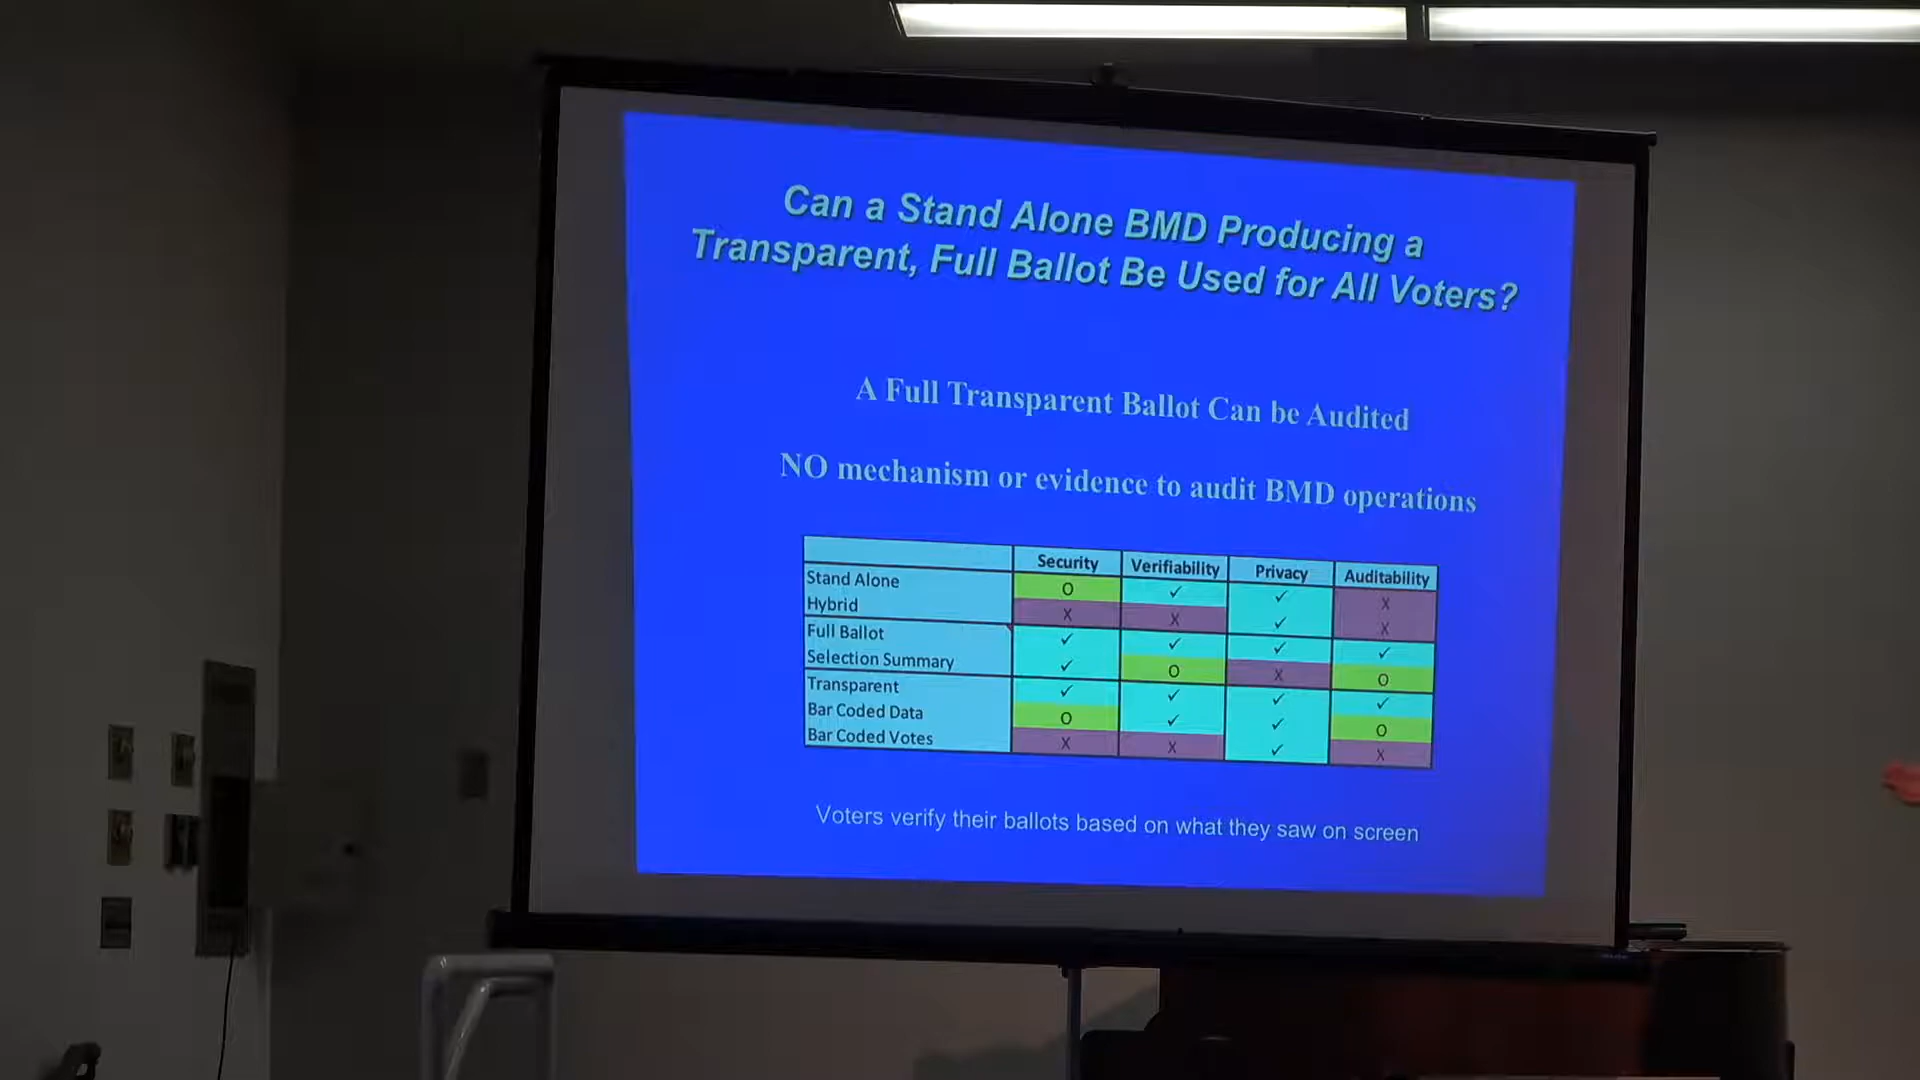 Can a Stand Alone BMD Producing a
Transparent, Full Ballot Be Used for All Voters?
A Full Transparent Ballot Can be Audited
NO mechanism or evidence to audit BMD operations
Security Verifiability Privacy Auditability
Stand Alone O ✓ ✓ X
Hybrid X X ✓ X
Full Ballot ✓ ✓ ✓ ✓
Selection Summary ✓ O X O
Transparent ✓ ✓ ✓ ✓
Bar Coded Data O ✓ ✓ O
Bar Coded Votes X X ✓ X
Voters verify their ballots based on what they saw on screen